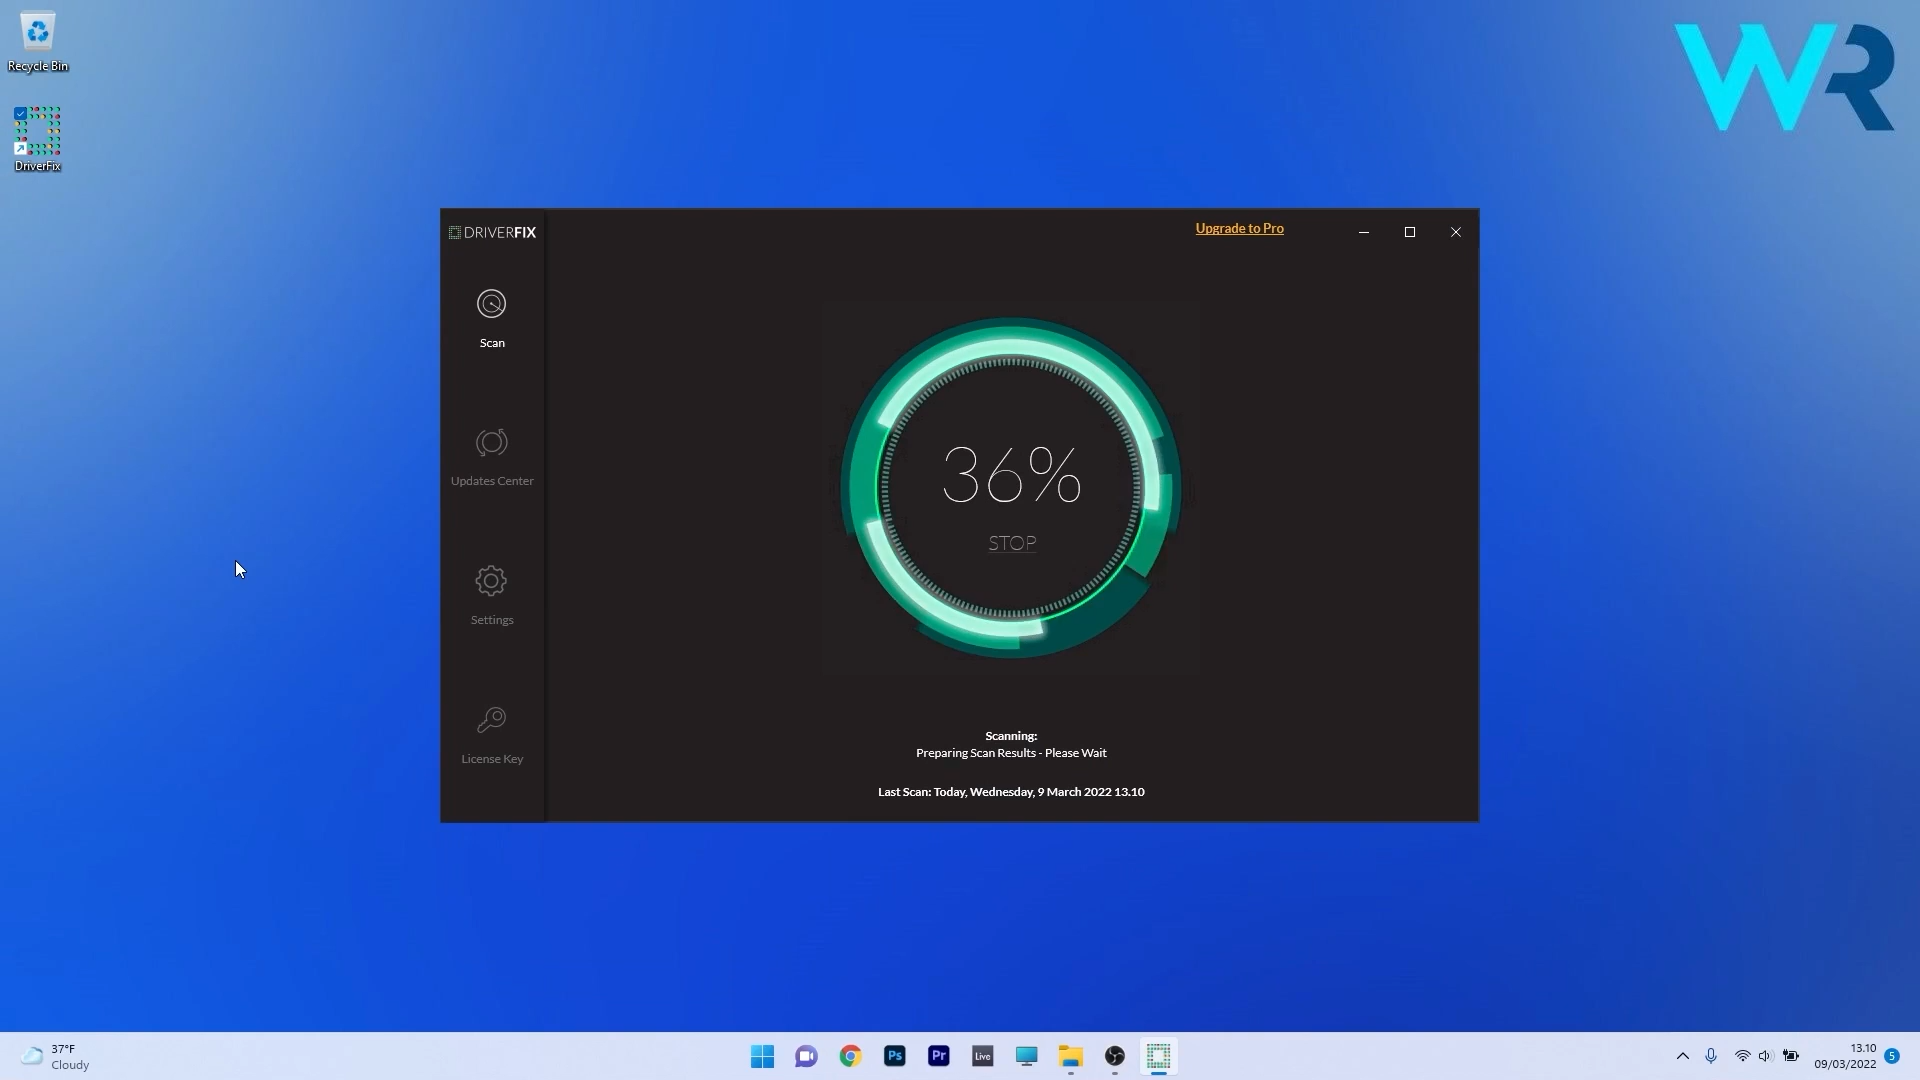 Recycle Bin
WR
DriverFix
DRIVERFIX
Upgrade to Pro
Scan
Updates Center
Settings
License Key
36%
STOP
Scanning:
Preparing Scan Results - Please Wait
Last Scan: Today, Wednesday, 9 March 2022 13.10
37°F
Cloudy
Ps
Pr
Live
13.10
09/03/2022
5